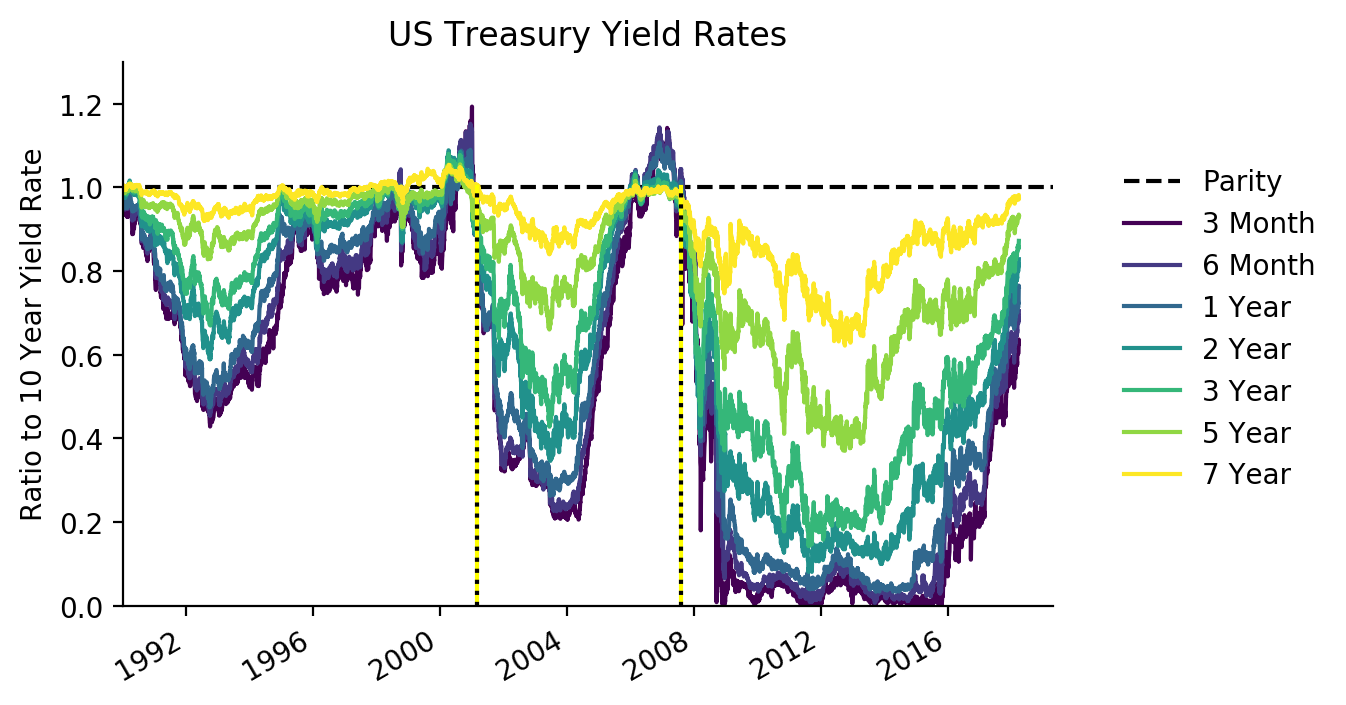 US Treasury Yield Rates
Ratio to 10 Year Yield Rate
1.2
1.0
0.8
0.6
0.4
0.2
0.0
1992
1996
2000
2004
2008
2012
2016
Parity
3 Month
6 Month
1 Year
2 Year
3 Year
5 Year
7 Year